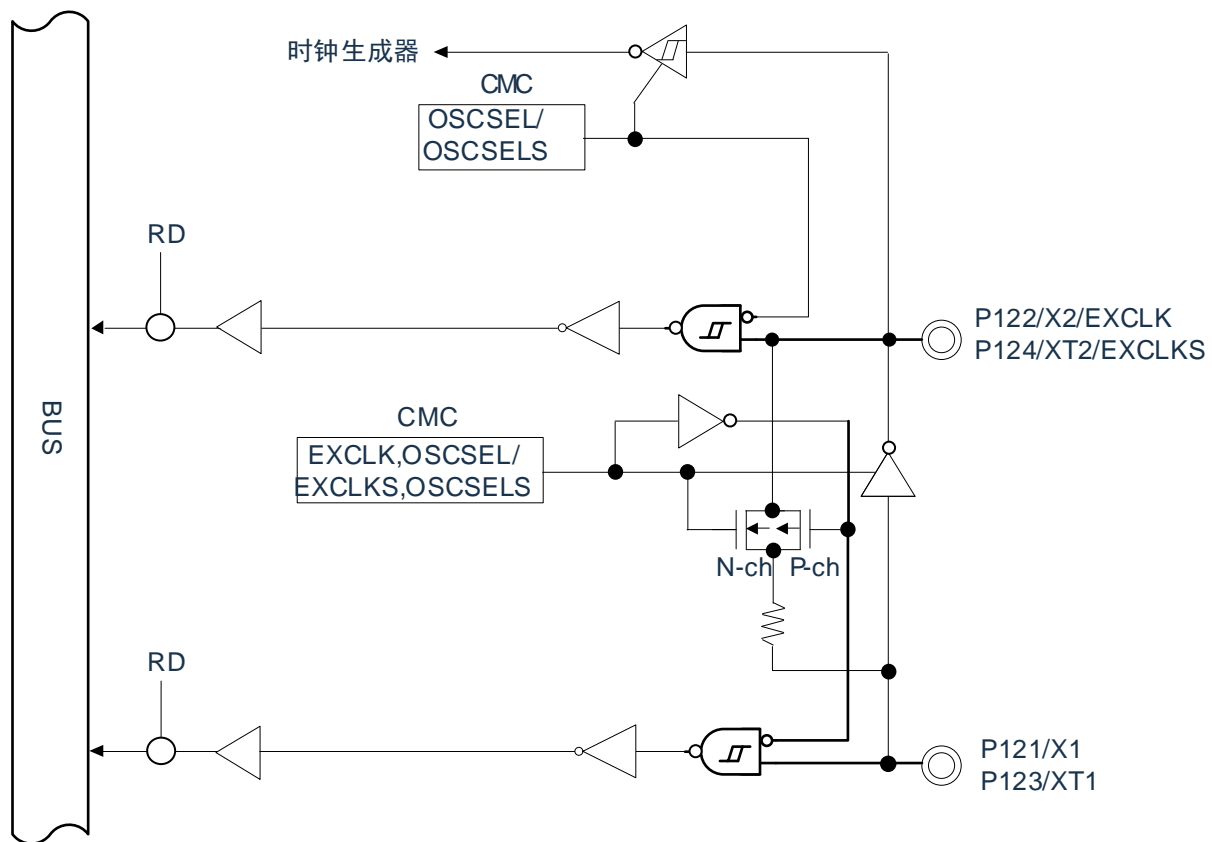 时钟生成器
CMC
OSCSEL/
OSCSELS
RD
P122/X2/EXCLK
P124/XT2/EXCLKS
BUS
CMC
EXCLK,OSCSEL/
EXCLKS,OSCSELS
N-ch P-ch
RD
P121/X1
P123/XT1